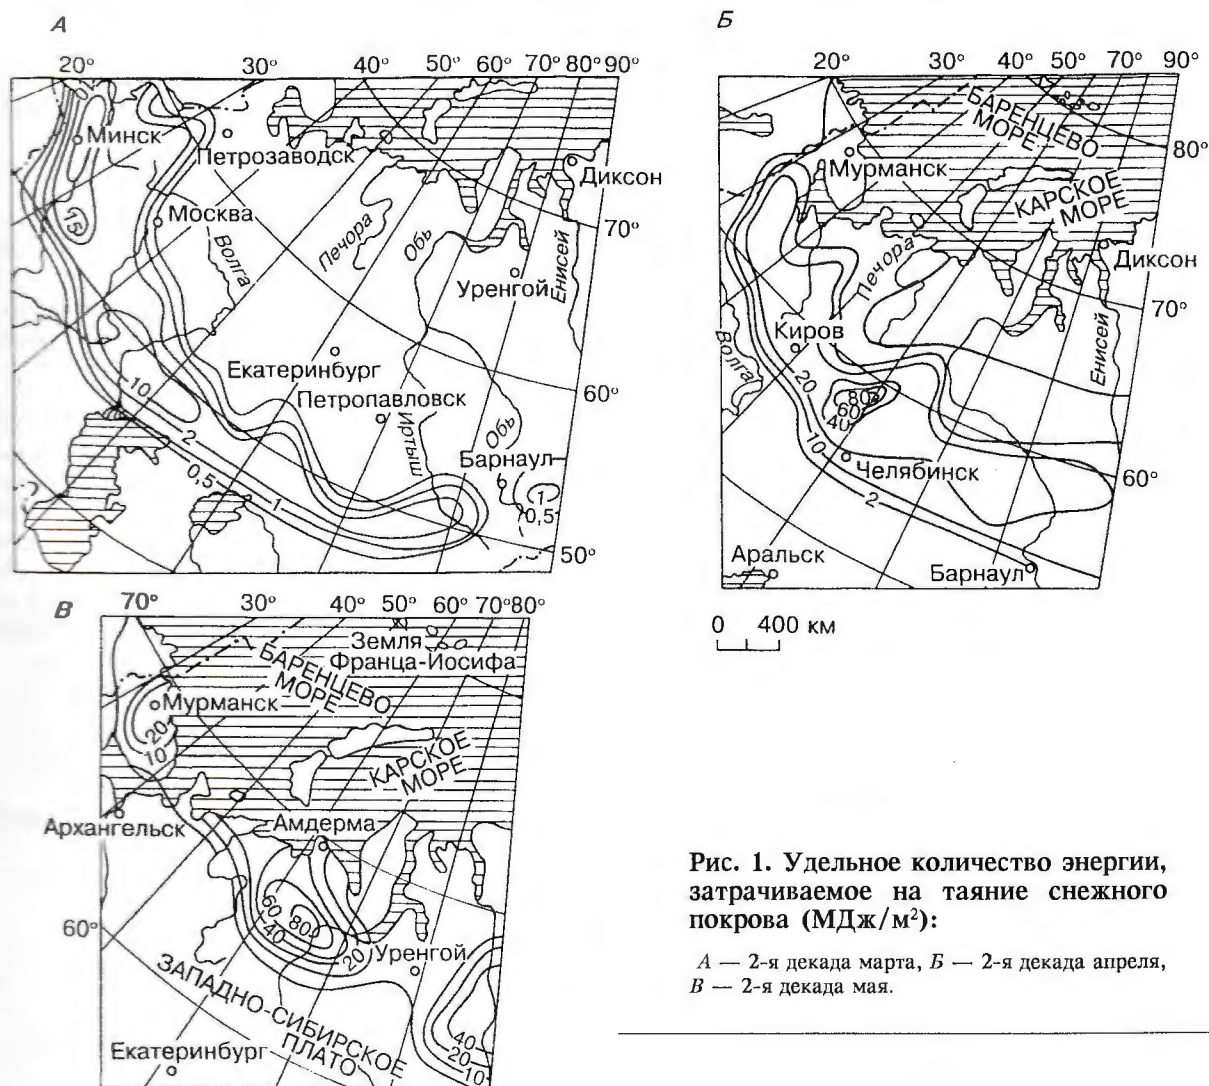 А
20° 30° 40° 50° 60° 70° 80° 90°
Минск
Петрозаводск
Диксон
15
Москва
70°
Волга
Печора
Обь
Уренгой
Енисей
Екатеринбург
60°
10
Петропавловск
2
Иртыш
Обь
0,5
1
Барнаул
1
0,5
50°
Б
20° 30° 40° 50° 60° 70° 90°
БАРЕНЦЕВО
МОРЕ
Мурманск
80°
КАРСКОЕ
МОРЕ
Печора
Диксон
70°
Киров
Волга
Енисей
20
80
60
40
10
Челябинск
60°
2
Аральск
Барнаул
0 400 км
В
70° 30° 40° 50° 60° 70° 80°
Земля
Франца-Иосифа
БАРЕНЦЕВО
МОРЕ
Мурманск
20
10
КАРСКОЕ
МОРЕ
Архангельск
Амдерма
60
80
40
60°
20
Уренгой
ЗАПАДНО-СИБИРСКОЕ
ПЛАТО
40
20
10
Екатеринбург
Рис. 1. Удельное количество энергии,
затрачиваемое на таяние снежного
покрова (МДж/м²):
А — 2-я декада марта, Б — 2-я декада апреля,
В — 2-я декада мая.